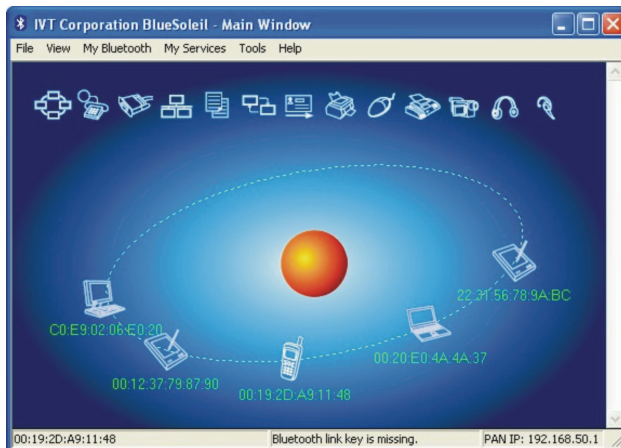 IVT Corporation BlueSoleil - Main Window
File View My Bluetooth My Services Tools Help
22:31:56:78:9A:BC
C0:E9:02:06:E0:20
00:20:E0:4A:4A:37
00:12:37:79:87:90
00:19:2D:A9:11:48
00:19:2D:A9:11:48 Bluetooth link key is missing. PAN IP: 192.168.50.1